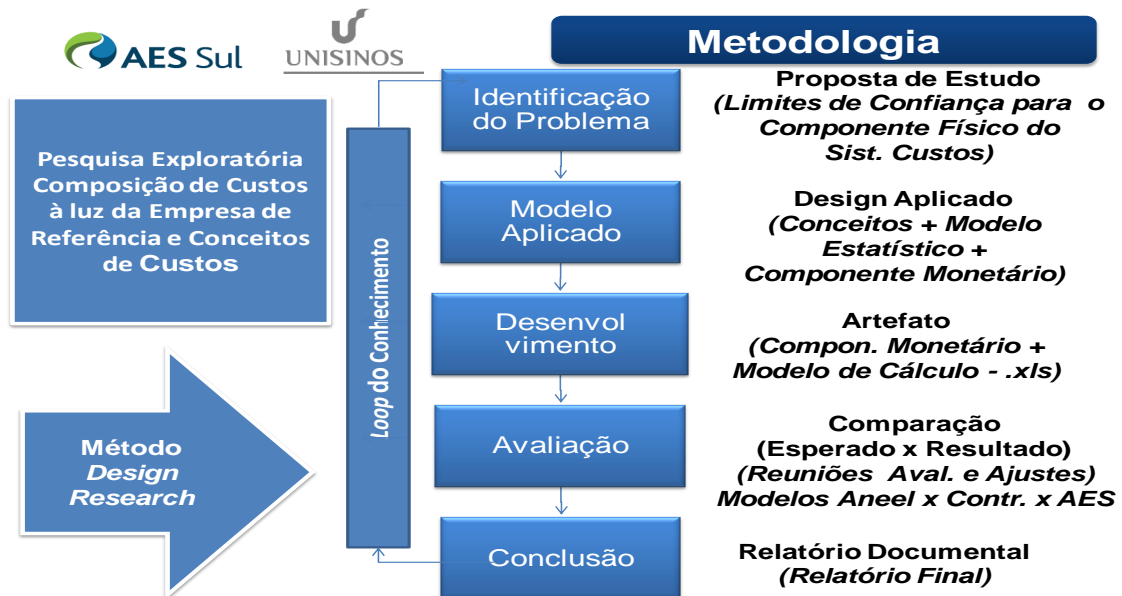 AES Sul
UNISINOS
Metodologia
Pesquisa Exploratória
Composição de Custos
à luz da Empresa de
Referência e Conceitos
de Custos
Método
Design
Research
Loop do Conhecimento
Identificação
do Problema
Proposta de Estudo
(Limites de Confiança para o
Componente Físico do
Sist. Custos)
Modelo
Aplicado
Design Aplicado
(Conceitos + Modelo
Estatístico +
Componente Monetário)
Desenvol
vimento
Artefato
(Compon. Monetário +
Modelo de Cálculo - .xls)
Avaliação
Comparação
(Esperado x Resultado)
(Reuniões Aval. e Ajustes)
Modelos Aneel x Contr. x AES
Conclusão
Relatório Documental
(Relatório Final)